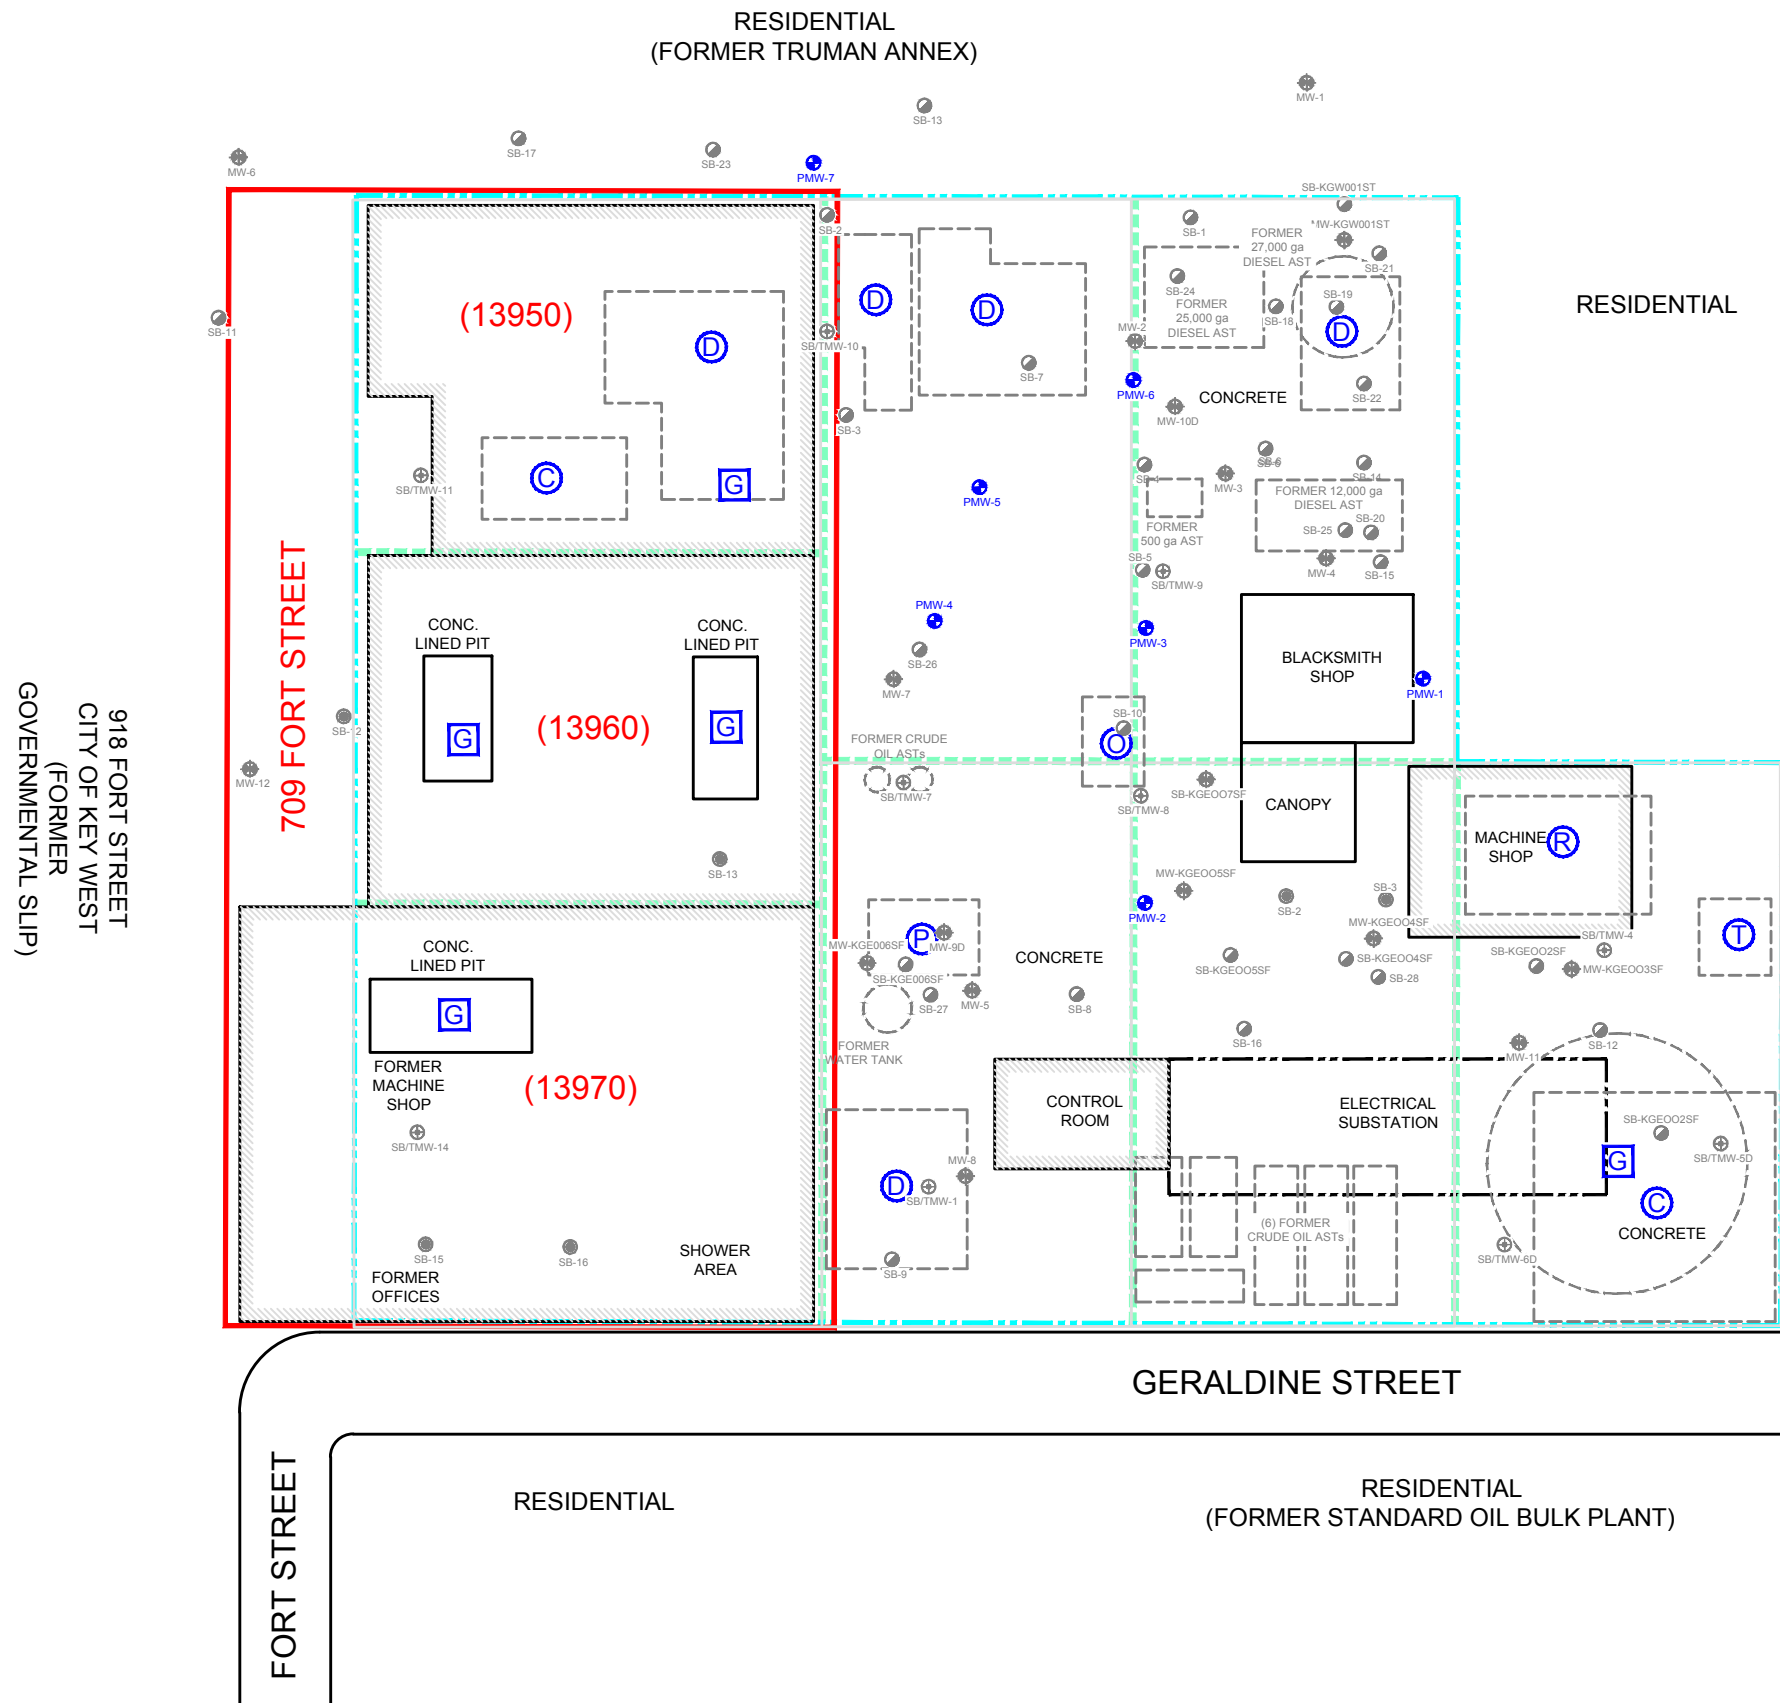 RESIDENTIAL
(FORMER TRUMAN ANNEX)
MW-1
SB-13
SB-17
SB-23
MW-6
PMW-7
SB-KGW001ST
SB-2
SB-1
MW-KGW001ST
FORMER
27,000 ga
DIESEL AST
SB-21
(13950)
D
D
D
SB-24
FORMER
25,000 ga
DIESEL AST
SB-18
SB-19
D
RESIDENTIAL
SB-11
SB/TMW-10
MW-2
SB-7
PMW-6
SB-22
CONCRETE
MW-10D
SB-3
SB/TMW-11
C
G
PMW-5
SB-4
SB-6
SB-6
MW-3
SB-14
FORMER 12,000 ga
DIESEL AST
SB-20
SB-25
FORMER
500 ga AST
SB-5
SB/TMW-9
MW-4
SB-15
709 FORT STREET
CONC.
LINED PIT
CONC.
LINED PIT
PMW-4
PMW-3
SB-26
MW-7
BLACKSMITH
SHOP
PMW-1
918 FORT STREET
CITY OF KEY WEST
(FORMER
GOVERNMENTAL SLIP)
SB-12
G
(13960)
G
SB-10
O
FORMER CRUDE
OIL ASTs
MW-12
SB/TMW-7
SB/TMW-8
SB-KGEOO7SF
CANOPY
MACHINE
SHOP
R
SB-13
MW-KGEOO5SF
SB-3
SB-2
PMW-2
MW-KGEOO4SF
P
MW-9D
MW-KGE006SF
CONCRETE
SB-KGE006SF
SB-KGEOO5SF
SB-KGEOO4SF
SB-28
SB/TMW-4
SB-KGEOO2SF
MW-KGEOO3SF
T
CONC.
LINED PIT
G
SB-27
MW-5
SB-8
FORMER
WATER TANK
SB-16
MW-11
SB-12
FORMER
MACHINE
SHOP
(13970)
SB/TMW-14
CONTROL
ROOM
ELECTRICAL
SUBSTATION
SB-KGEOO2SF
SB/TMW-5D
G
MW-8
D
SB/TMW-1
C
CONCRETE
(6) FORMER
CRUDE OIL ASTs
SB-15
SB-16
SHOWER
AREA
SB-9
SB/TMW-6D
FORMER
OFFICES
GERALDINE STREET
FORT STREET
RESIDENTIAL
RESIDENTIAL
(FORMER STANDARD OIL BULK PLANT)